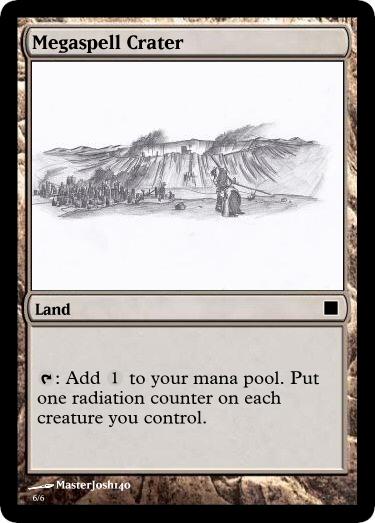 Megaspell Crater
Land
: Add 1 to your mana pool. Put
one radiation counter on each
creature you control.
MasterJosh140
6/6